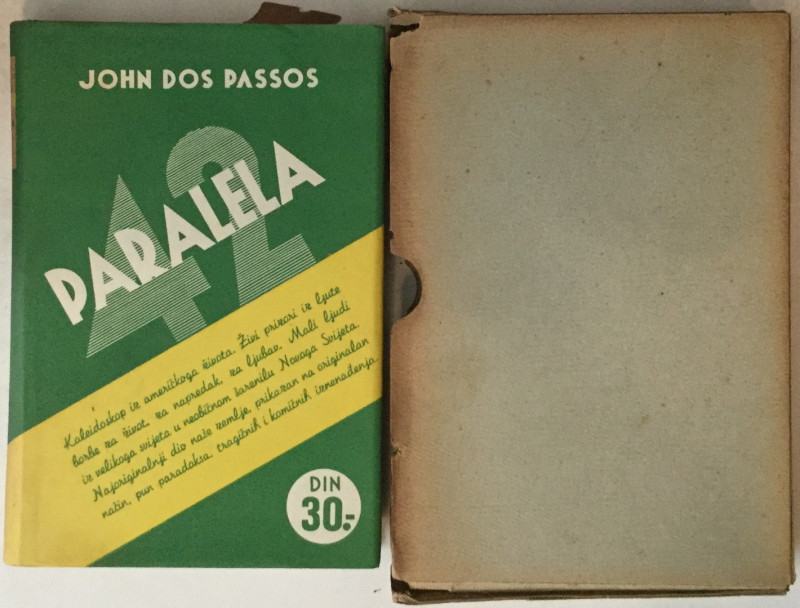 JOHN DOS PASSOS
42
PARALELA
Kaleidoskop iz američkoga života. Živi prizori iz ljute
borbe za život, za napredak, za ljubav. Mali ljudi
iz velikoga svijeta u neobičnom šarenilu Novoga Svijeta.
Najoriginalniji dio naše zemlje, prikazan na originalan
način, pun paradoksa, tragičnih i komičnih iznenađenja.
DIN
30.-